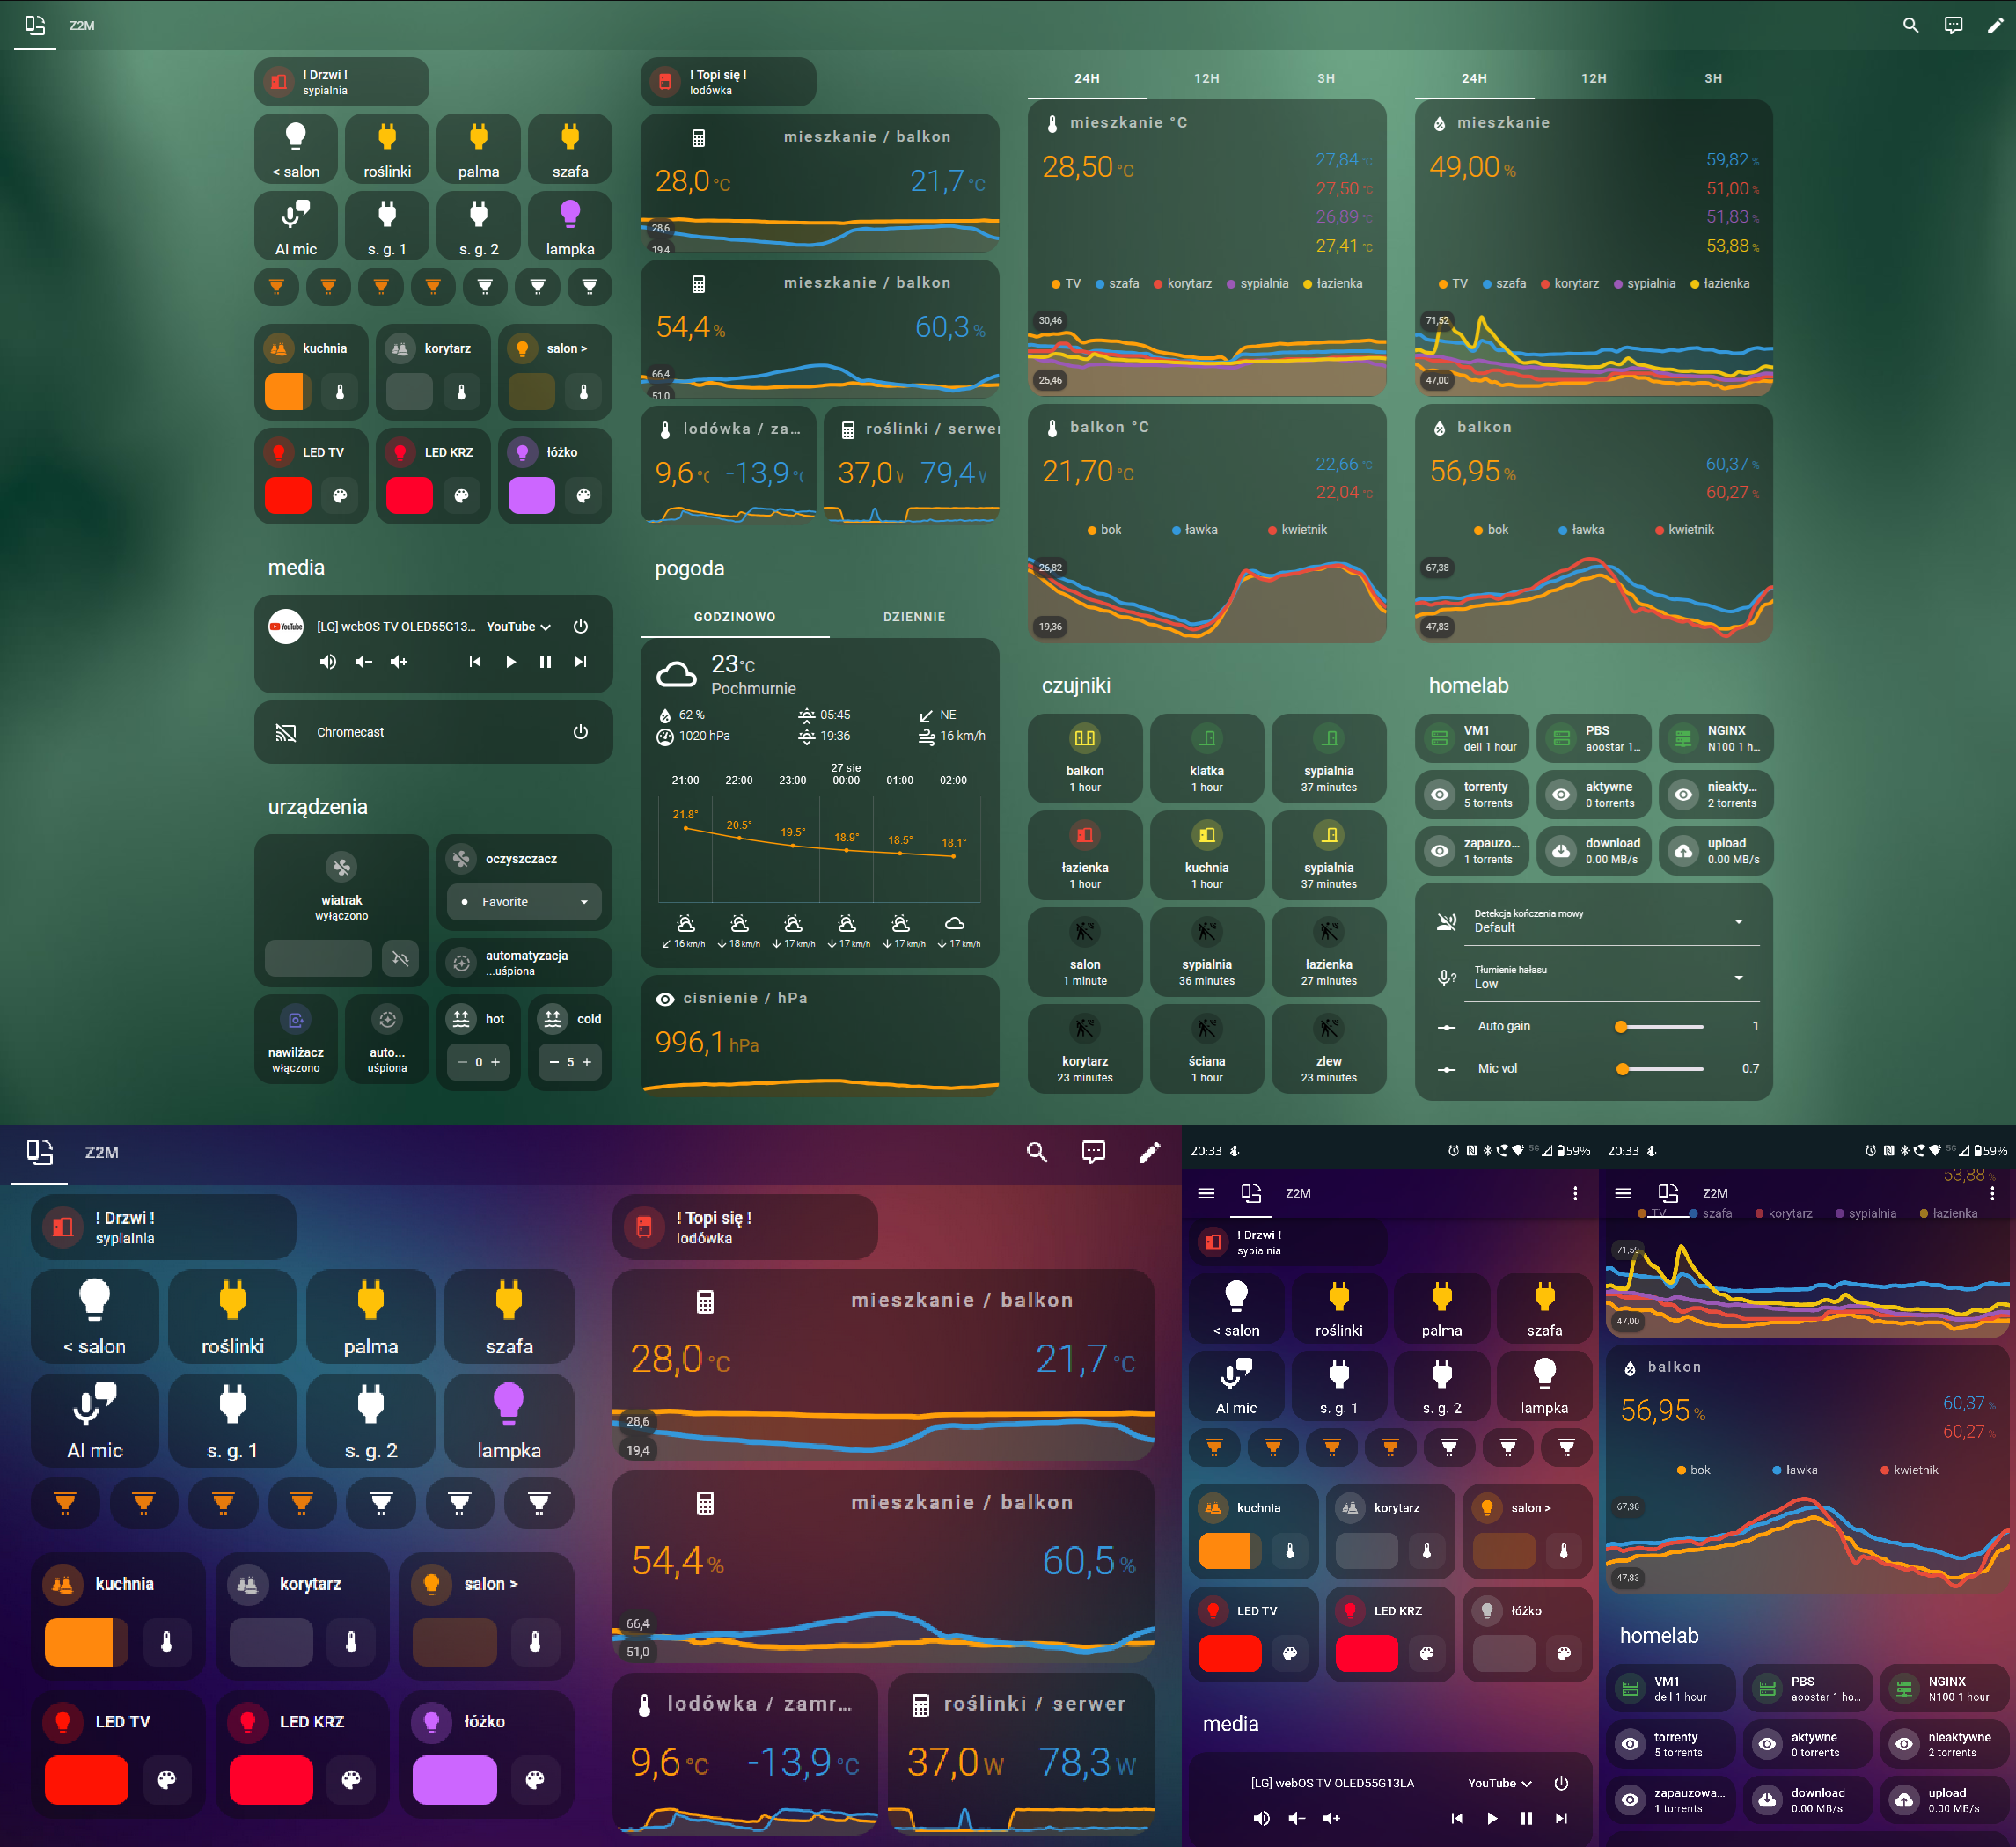 Z2M
! Drzwi !
sypialnia
< salon
roślinki
palma
szafa
AI mic
s. g. 1
s. g. 2
lampka
kuchnia
korytarz
salon >
LED TV
LED KRZ
łóżko
media
YouTube
[LG] webOS TV OLED55G13...
YouTube
Chromecast
urządzenia
wiatrak
wyłączono
oczyszczacz
Favorite
automatyzacja
...uśpiona
nawilżacz
włączono
auto...
uśpiona
hot
cold
− 0 +
− 5 +
! Topi się !
lodówka
mieszkanie / balkon
28,0 °C
21,7 °C
28,6
19,4
mieszkanie / balkon
54,4 %
60,3 %
66,4
51,0
lodówka / za...
9,6 °C
-13,9 °C
roślinki / serwer
37,0 W
79,4 W
pogoda
GODZINOWO
DZIENNIE
23°C
Pochmurnie
62 %
05:45
NE
1020 hPa
19:36
16 km/h
27 sie
21:00 22:00 23:00 00:00 01:00 02:00
21.8° 20.5° 19.5° 18.9° 18.5° 18.1°
16 km/h 18 km/h 17 km/h 17 km/h 17 km/h 17 km/h
cisnienie / hPa
996,1 hPa
24H 12H 3H
mieszkanie °C
28,50 °C
27,84 °C
27,50 °C
26,89 °C
27,41 °C
TV szafa korytarz sypialnia łazienka
30,46
25,46
balkon °C
21,70 °C
22,66 °C
22,04 °C
bok ławka kwietnik
26,82
19,36
czujniki
balkon
1 hour
klatka
1 hour
sypialnia
37 minutes
łazienka
1 hour
kuchnia
1 hour
sypialnia
37 minutes
salon
1 minute
sypialnia
36 minutes
łazienka
27 minutes
korytarz
23 minutes
ściana
1 hour
zlew
23 minutes
24H 12H 3H
mieszkanie
49,00 %
59,82 %
51,00 %
51,83 %
53,88 %
TV szafa korytarz sypialnia łazienka
71,52
47,00
balkon
56,95 %
60,37 %
60,27 %
bok ławka kwietnik
67,38
47,83
homelab
VM1
dell 1 hour
PBS
aoostar 1...
NGINX
N100 1 h...
torrenty
5 torrents
aktywne
0 torrents
nieakty...
2 torrents
zapauzo...
1 torrents
download
0.00 MB/s
upload
0.00 MB/s
Detekcja kończenia mowy
Default
Tłumienie hałasu
Low
Auto gain
1
Mic vol
0.7
Z2M
! Drzwi !
sypialnia
< salon
roślinki
palma
szafa
AI mic
s. g. 1
s. g. 2
lampka
kuchnia
korytarz
salon >
LED TV
LED KRZ
łóżko
! Topi się !
lodówka
mieszkanie / balkon
28,0 °C
21,7 °C
28,6
19,4
mieszkanie / balkon
54,4 %
60,5 %
66,4
51,0
lodówka / zamr...
9,6 °C
-13,9 °C
roślinki / serwer
37,0 W
78,3 W
20:33
5G
59%
Z2M
! Drzwi !
sypialnia
< salon
roślinki
palma
szafa
AI mic
s. g. 1
s. g. 2
lampka
kuchnia
korytarz
salon >
LED TV
LED KRZ
łóżko
media
[LG] webOS TV OLED55G13LA
YouTube
20:33
5G
59%
53,88 %
Z2M
TV szafa korytarz sypialnia łazienka
71,59
47,00
balkon
56,95 %
60,37 %
60,27 %
bok ławka kwietnik
67,38
47,83
homelab
VM1
dell 1 hour
PBS
aoostar 1 ho...
NGINX
N100 1 hour
torrenty
5 torrents
aktywne
0 torrents
nieaktywne
2 torrents
zapauzowa...
1 torrents
download
0.00 MB/s
upload
0.00 MB/s